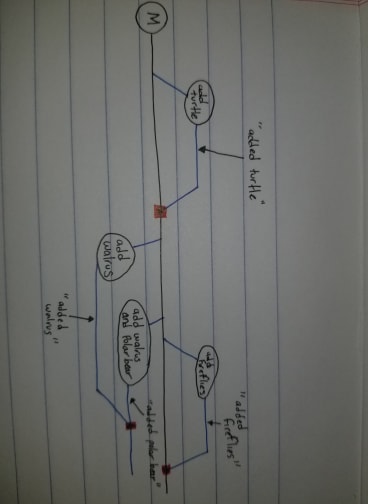 M
add
turtle
"added turtle"
add
walrus
"added
walrus"
add walrus
and Polar bear
"added polar bear"
add
fireflies
"added
fireflies"